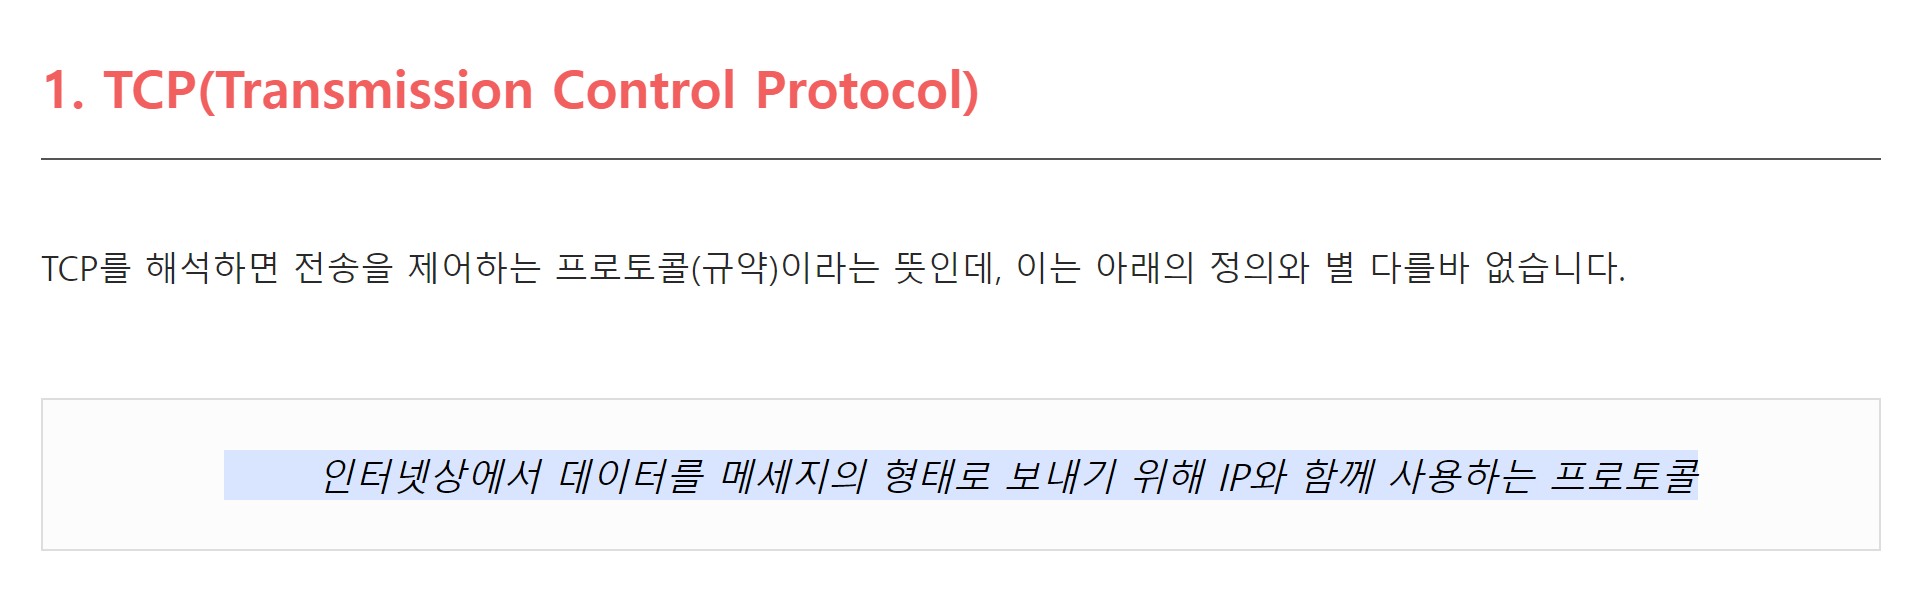 1. TCP(Transmission Control Protocol)
TCP를 해석하면 전송을 제어하는 프로토콜(규약)이라는 뜻인데, 이는 아래의 정의와 별 다를바 없습니다.
인터넷상에서 데이터를 메세지의 형태로 보내기 위해 IP와 함께 사용하는 프로토콜